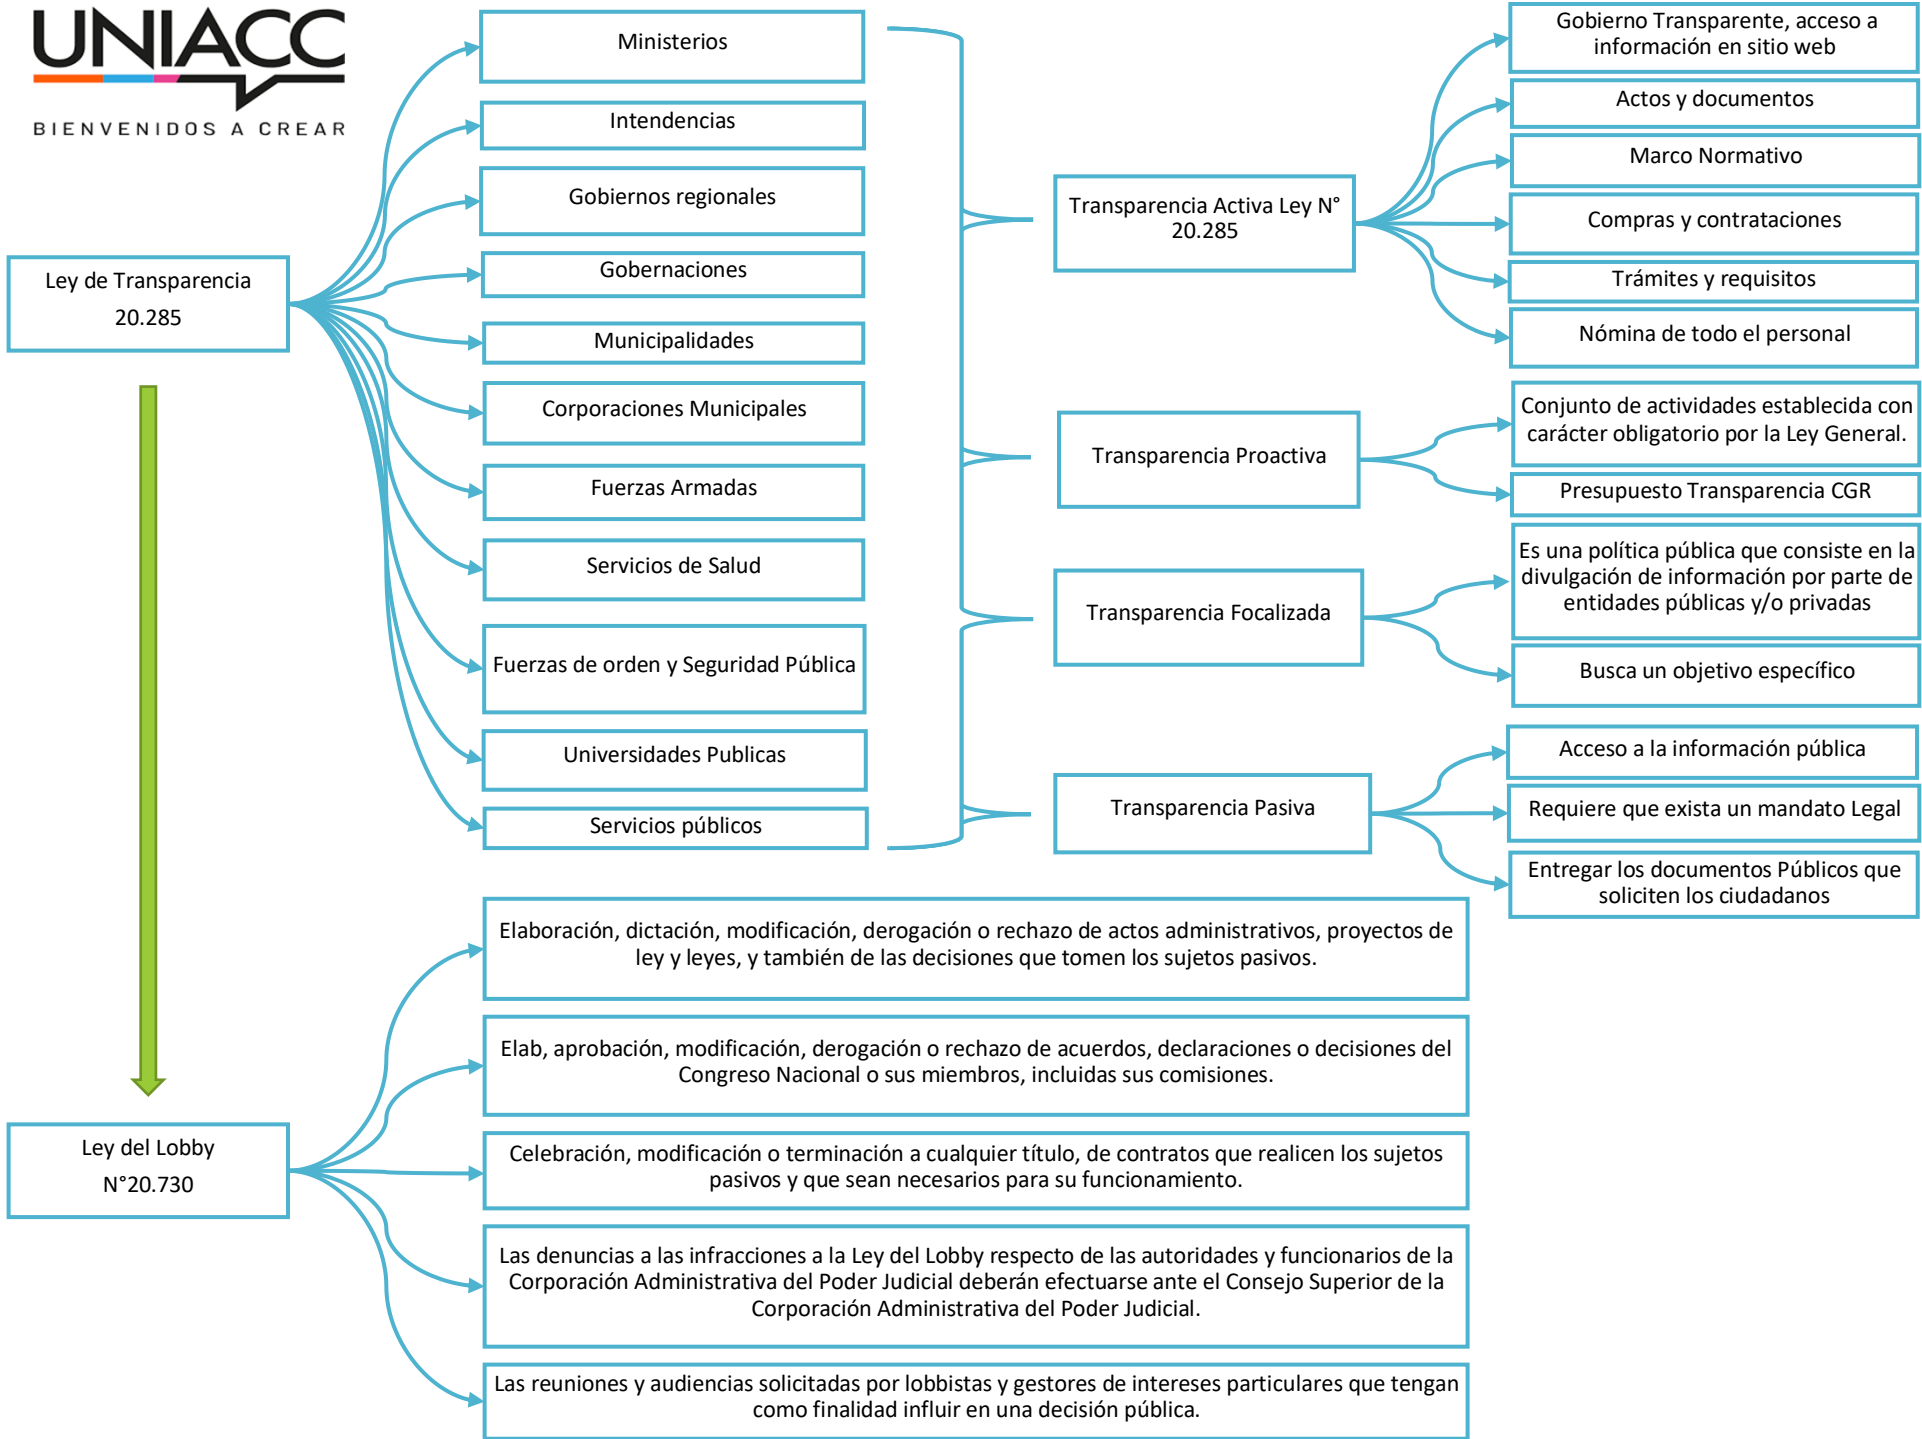 UNIACC
BIENVENIDOS A CREAR
Ley de Transparencia
20.285
Ministerios
Intendencias
Gobiernos regionales
Gobernaciones
Municipalidades
Corporaciones Municipales
Fuerzas Armadas
Servicios de Salud
Fuerzas de orden y Seguridad Pública
Universidades Publicas
Servicios públicos
Transparencia Activa Ley N°
20.285
Gobierno Transparente, acceso a
información en sitio web
Actos y documentos
Marco Normativo
Compras y contrataciones
Trámites y requisitos
Nómina de todo el personal
Transparencia Proactiva
Conjunto de actividades establecida con
carácter obligatorio por la Ley General.
Presupuesto Transparencia CGR
Transparencia Focalizada
Es una política pública que consiste en la
divulgación de información por parte de
entidades públicas y/o privadas
Busca un objetivo específico
Transparencia Pasiva
Acceso a la información pública
Requiere que exista un mandato Legal
Entregar los documentos Públicos que
soliciten los ciudadanos
Ley del Lobby
N°20.730
Elaboración, dictación, modificación, derogación o rechazo de actos administrativos, proyectos de
ley y leyes, y también de las decisiones que tomen los sujetos pasivos.
Elab, aprobación, modificación, derogación o rechazo de acuerdos, declaraciones o decisiones del
Congreso Nacional o sus miembros, incluidas sus comisiones.
Celebración, modificación o terminación a cualquier título, de contratos que realicen los sujetos
pasivos y que sean necesarios para su funcionamiento.
Las denuncias a las infracciones a la Ley del Lobby respecto de las autoridades y funcionarios de la
Corporación Administrativa del Poder Judicial deberán efectuarse ante el Consejo Superior de la
Corporación Administrativa del Poder Judicial.
Las reuniones y audiencias solicitadas por lobbistas y gestores de intereses particulares que tengan
como finalidad influir en una decisión pública.